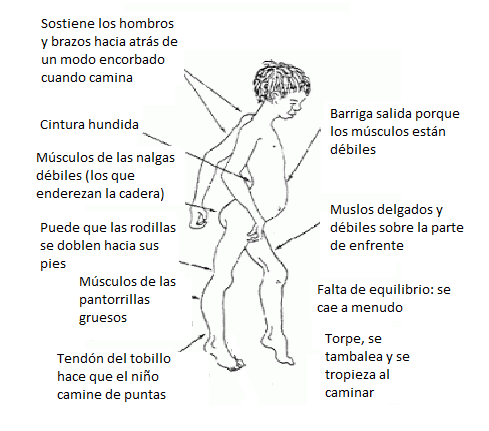 Sostiene los hombros
y brazos hacia atrás de
un modo encorbado
cuando camina
Cintura hundida
Músculos de las nalgas
débiles (los que
enderezan la cadera)
Puede que las rodillas
se doblen hacia sus
pies
Músculos de las
pantorrillas
gruesos
Tendón del tobillo
hace que el niño
camine de puntas
Barriga salida porque
los músculos están
débiles
Muslos delgados y
débiles sobre la parte
de enfrente
Falta de equilibrio: se
cae a menudo
Torpe, se
tambalea y se
tropieza al
caminar